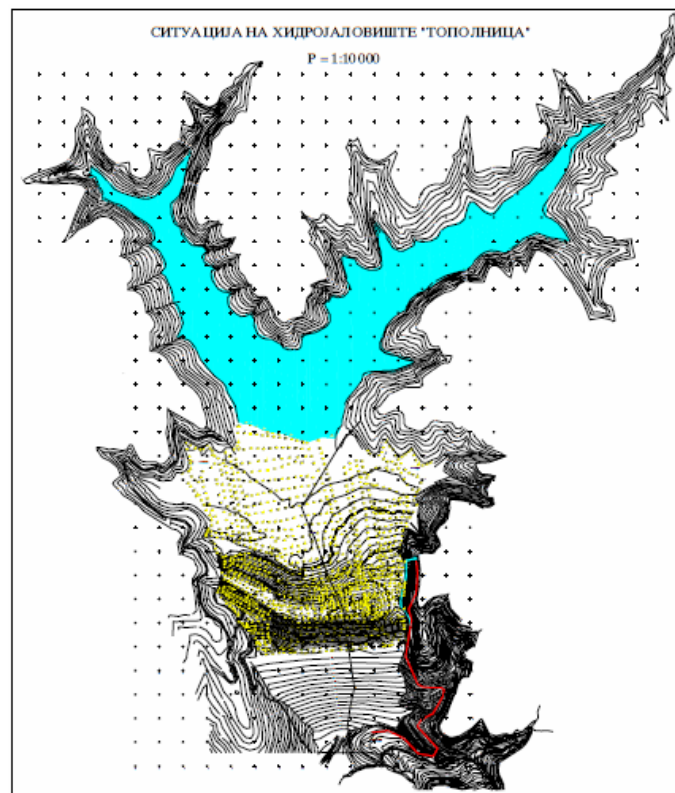 СИТУАЦИЈА НА ХИДРОЈАЛОВИШТЕ "ТОПОЛНИЦА"
Р = 1:10 000